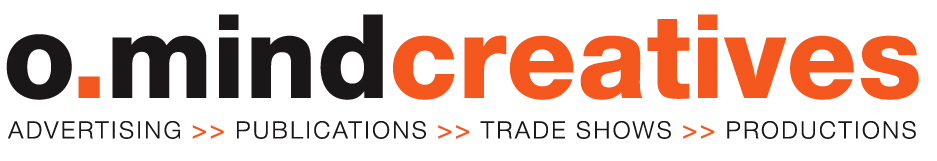 o.mindcreatives
ADVERTISING >> PUBLICATIONS >> TRADE SHOWS >> PRODUCTIONS